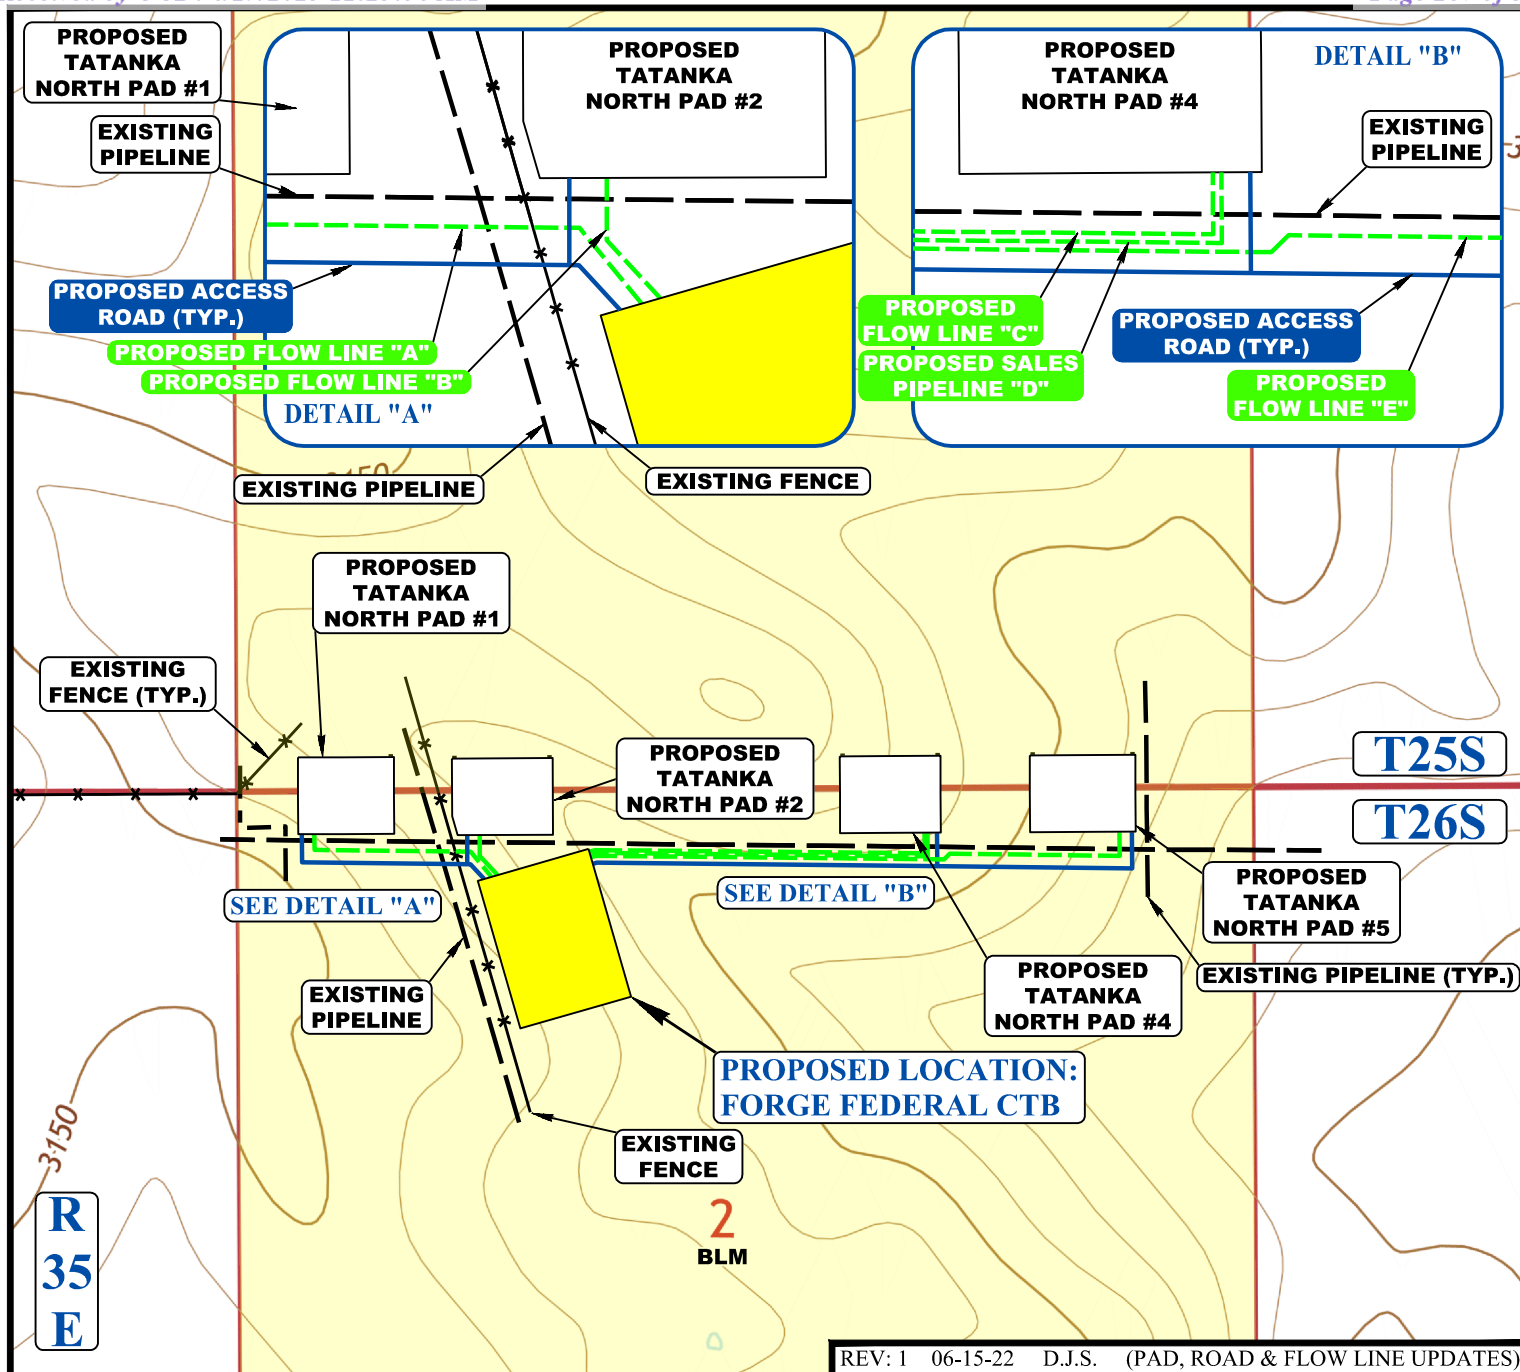 PROPOSED
TATANKA
NORTH PAD #1
EXISTING
PIPELINE
PROPOSED
TATANKA
NORTH PAD #2
PROPOSED ACCESS
ROAD (TYP.)
PROPOSED FLOW LINE "A"
PROPOSED FLOW LINE "B"
DETAIL "A"
EXISTING PIPELINE
EXISTING FENCE
PROPOSED
TATANKA
NORTH PAD #4
DETAIL "B"
EXISTING
PIPELINE
PROPOSED
FLOW LINE "C"
PROPOSED SALES
PIPELINE "D"
PROPOSED ACCESS
ROAD (TYP.)
PROPOSED
FLOW LINE "E"
PROPOSED
TATANKA
NORTH PAD #1
EXISTING
FENCE (TYP.)
PROPOSED
TATANKA
NORTH PAD #2
T25S
T26S
SEE DETAIL "A"
SEE DETAIL "B"
PROPOSED
TATANKA
NORTH PAD #5
EXISTING PIPELINE (TYP.)
PROPOSED
TATANKA
NORTH PAD #4
EXISTING
PIPELINE
PROPOSED LOCATION:
FORGE FEDERAL CTB
EXISTING
FENCE
3150
2
BLM
R
35
E
REV: 1 06-15-22 D.J.S. (PAD, ROAD & FLOW LINE UPDATES)